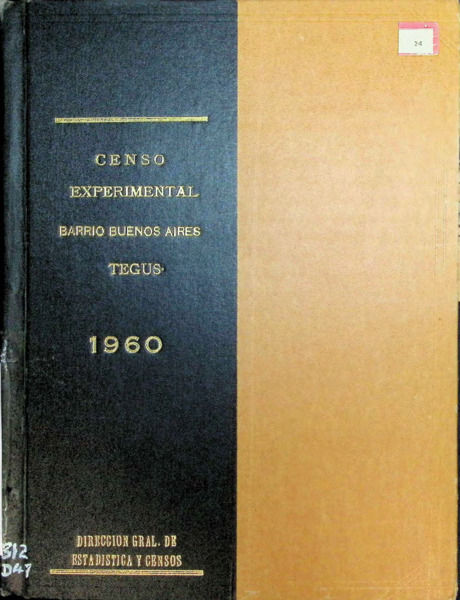 24
CENSO
EXPERIMENTAL
BARRIO BUENOS AIRES
TEGUS.
1960
DIRECCION GRAL. DE
ESTADISTICA Y CENSOS
312
D47